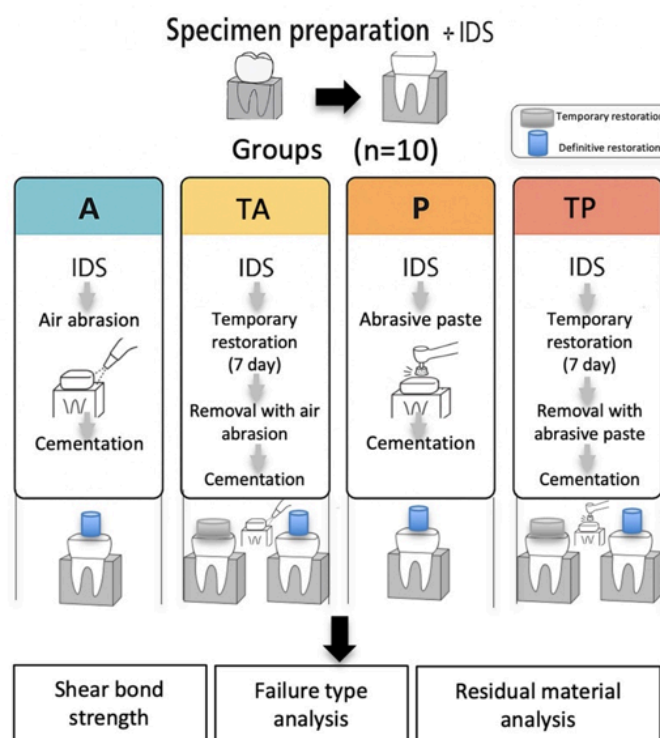 Specimen preparation + IDS
Temporary restoration
Definitive restoration
Groups (n=10)
A
IDS
Air abrasion
Cementation
TA
IDS
Temporary
restoration
(7 day)
Removal with air
abrasion
Cementation
P
IDS
Abrasive paste
Cementation
TP
IDS
Temporary
restoration
(7 day)
Removal with
abrasive paste
Cementation
Shear bond
strength
Failure type
analysis
Residual material
analysis